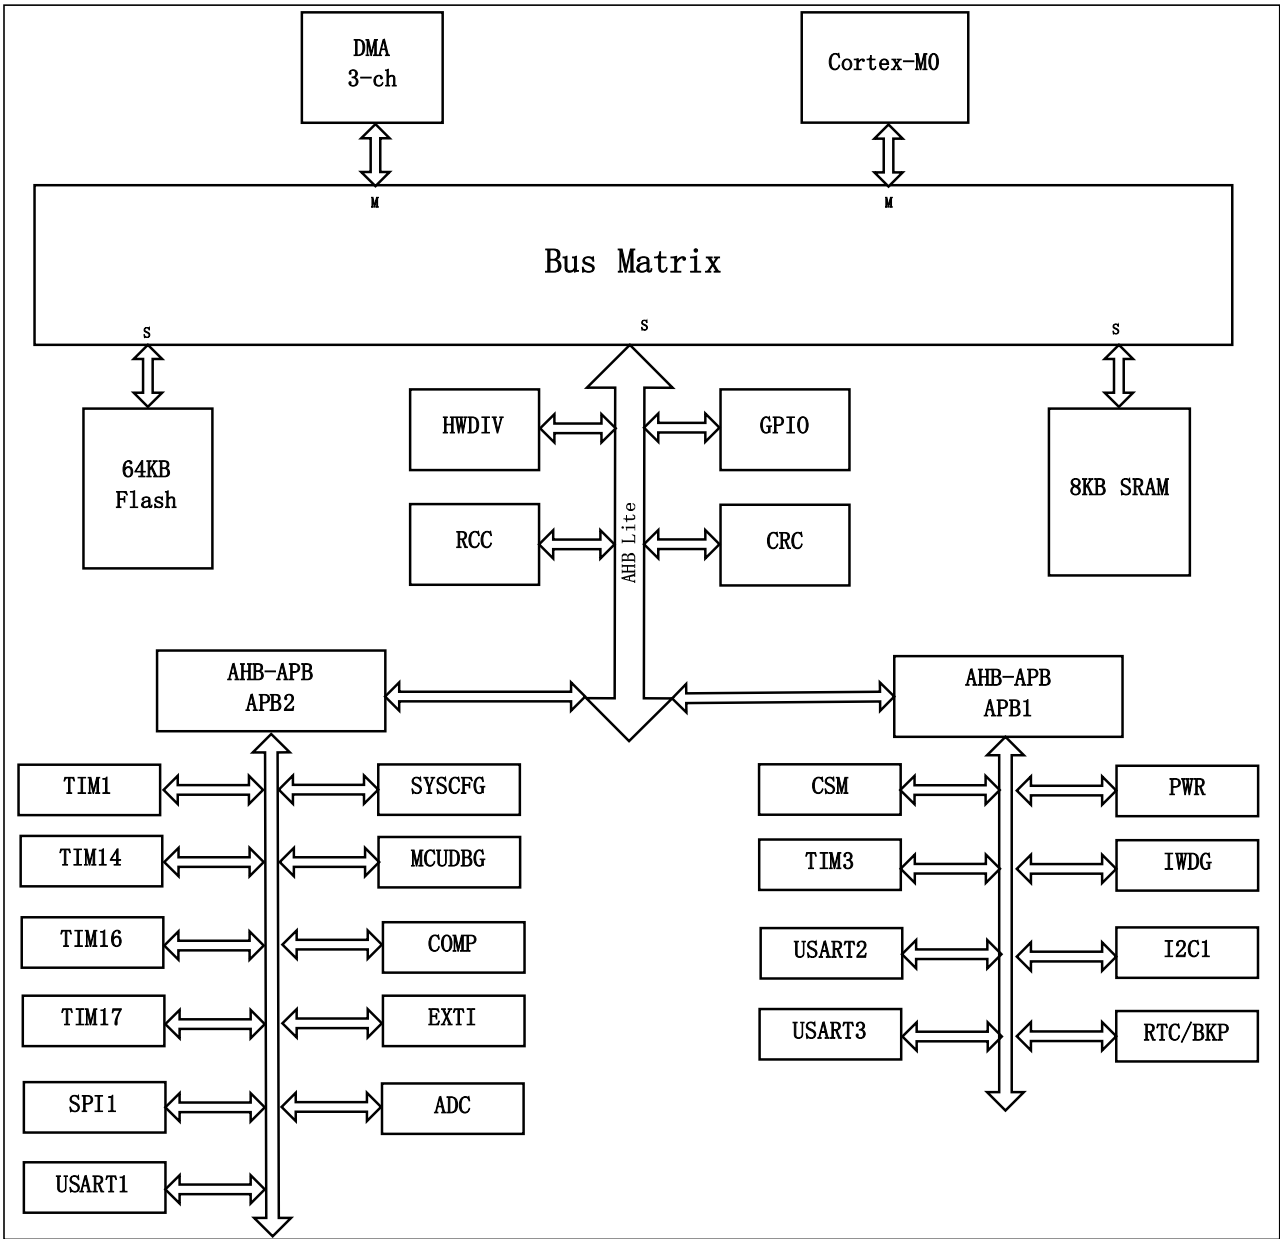 DMA
3-ch
Cortex-M0
M
M
Bus Matrix
S
S
S
64KB
Flash
HWDIV
GPIO
8KB SRAM
RCC
CRC
AHB Lite
AHB-APB
APB2
AHB-APB
APB1
TIM1
SYSCFG
CSM
PWR
TIM14
MCUDBG
TIM3
IWDG
TIM16
COMP
USART2
I2C1
TIM17
EXTI
USART3
RTC/BKP
SPI1
ADC
USART1